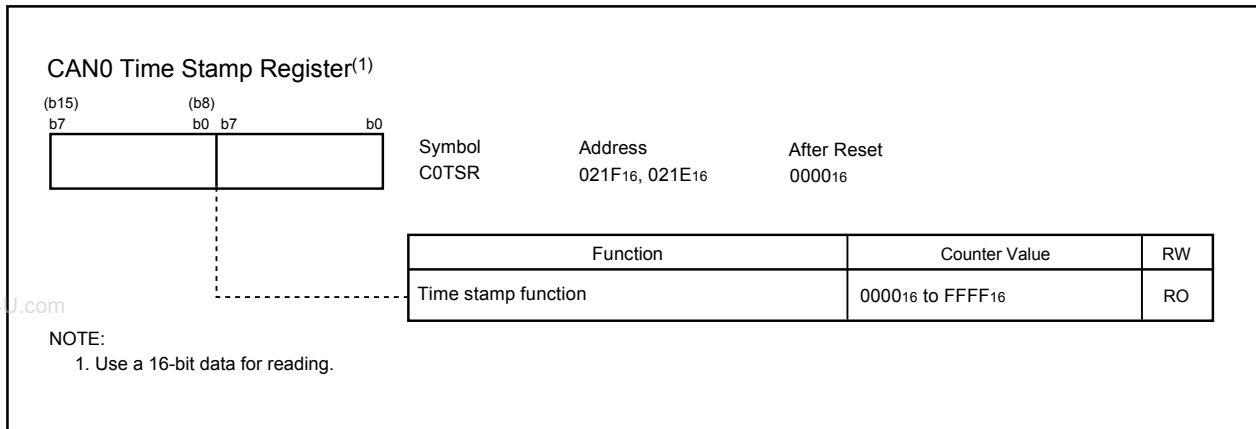 CAN0 Time Stamp Register(1)
(b15) (b8)
b7 b0 b7 b0
Symbol Address After Reset
C0TSR 021F16, 021E16 000016
Function Counter Value RW
Time stamp function 000016 to FFFF16 RO
U.com
NOTE:
1. Use a 16-bit data for reading.